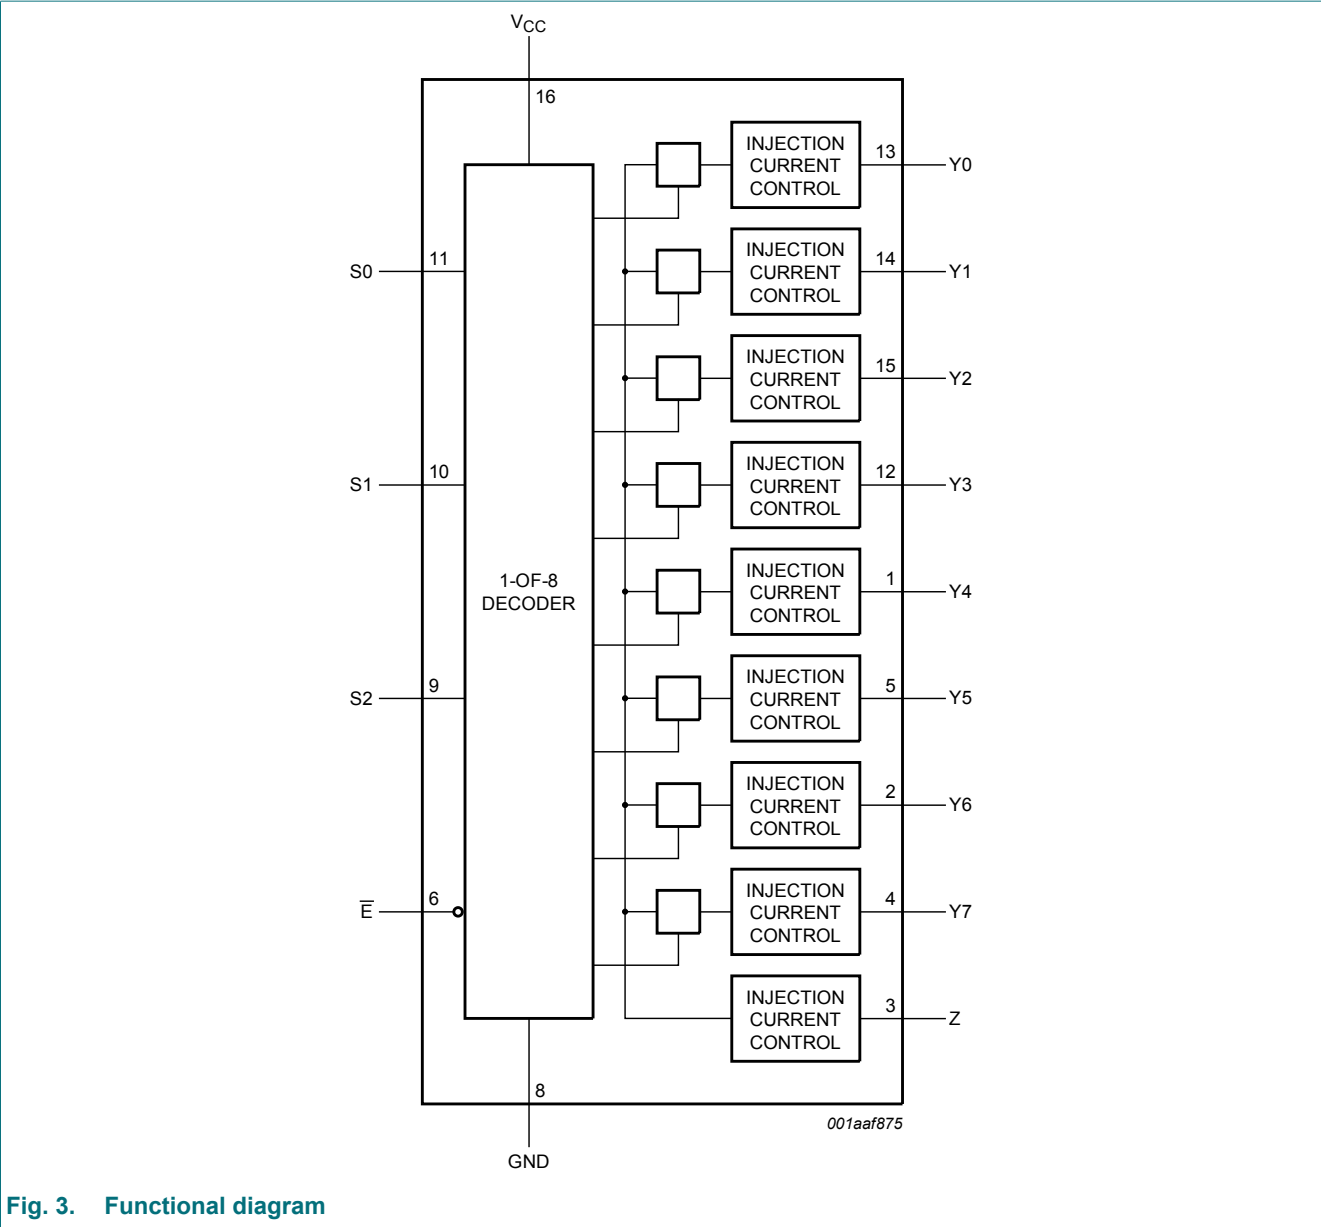 VCC
16
INJECTION
CURRENT
CONTROL
13
Y0
S0
11
INJECTION
CURRENT
CONTROL
14
Y1
INJECTION
CURRENT
CONTROL
15
Y2
S1
10
INJECTION
CURRENT
CONTROL
12
Y3
1-OF-8
DECODER
INJECTION
CURRENT
CONTROL
1
Y4
S2
9
INJECTION
CURRENT
CONTROL
5
Y5
INJECTION
CURRENT
CONTROL
2
Y6
E̅
6
INJECTION
CURRENT
CONTROL
4
Y7
INJECTION
CURRENT
CONTROL
3
Z
8
001aaf875
GND
Fig. 3. Functional diagram